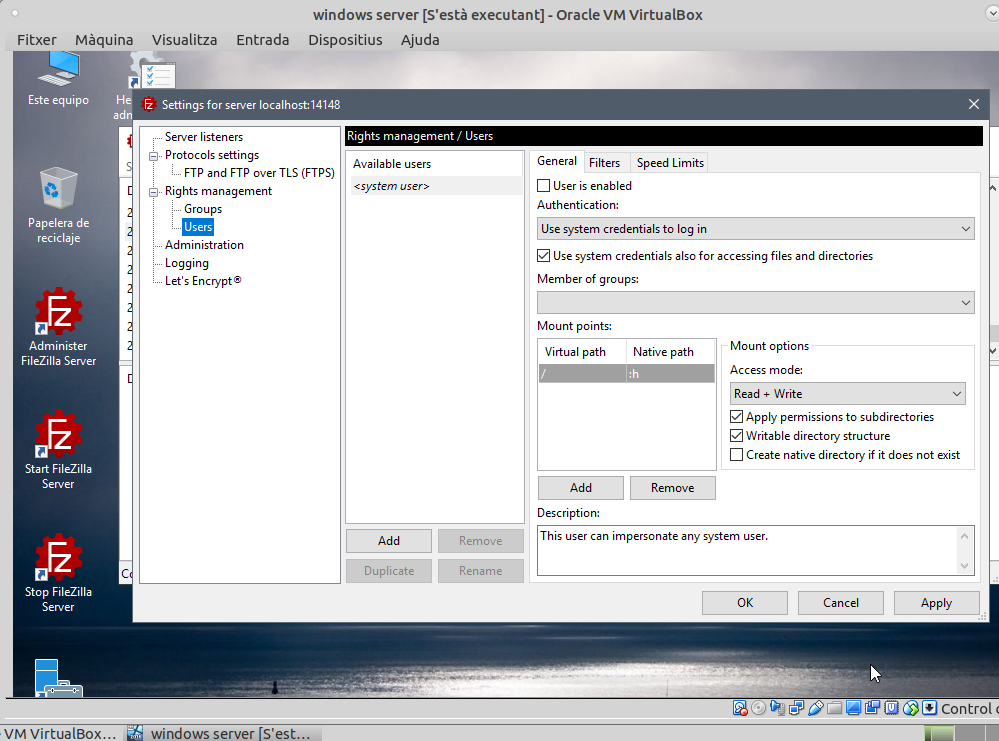 windows server [S'està executant] - Oracle VM VirtualBox
Fitxer Màquina Visualitza Entrada Dispositius Ajuda
Este equipo
Papelera de
reciclaje
Administer
FileZilla Server
Start FileZilla
Server
Stop FileZilla
Server
Settings for server localhost:14148
Server listeners
Protocols settings
FTP and FTP over TLS (FTPS)
Rights management
Groups
Users
Administration
Logging
Let's Encrypt®
Rights management / Users
Available users
<system user>
Add
Remove
Duplicate
Rename
General Filters Speed Limits
User is enabled
Authentication:
Use system credentials to log in
Use system credentials also for accessing files and directories
Member of groups:
Mount points:
Virtual path Native path
/ :h
Mount options
Access mode:
Read + Write
Apply permissions to subdirectories
Writable directory structure
Create native directory if it does not exist
Add Remove
Description:
This user can impersonate any system user.
OK Cancel Apply
Control
VM VirtualBox... windows server [S'est...